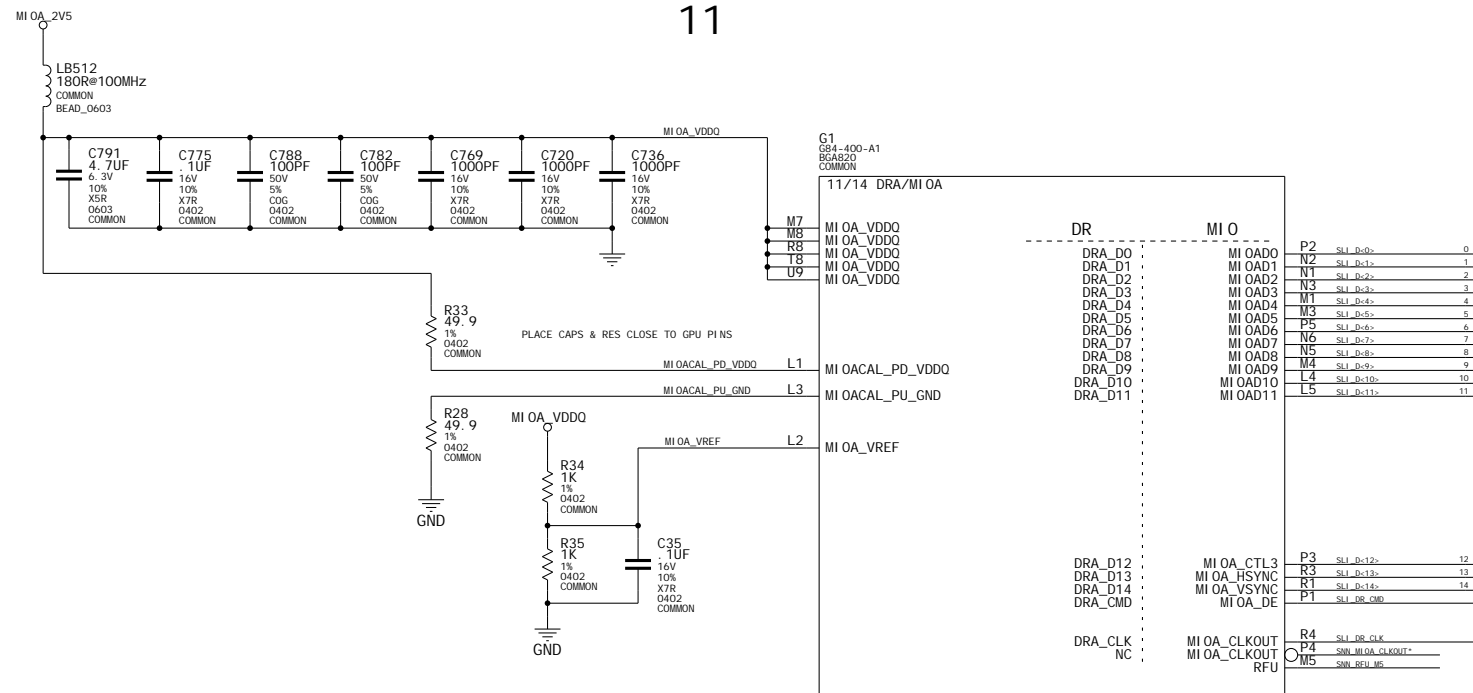 11
MIOA_2V5
LB512
180R@100MHz
COMMON
BEAD_0603
MIOA_VDDQ
C791
4.7UF
6.3V
10%
X5R
0603
COMMON
C775
.1UF
16V
10%
X7R
0402
COMMON
C788
100PF
50V
5%
C0G
0402
COMMON
C782
100PF
50V
5%
C0G
0402
COMMON
C769
1000PF
16V
10%
X7R
0402
COMMON
C720
1000PF
16V
10%
X7R
0402
COMMON
C736
1000PF
16V
10%
X7R
0402
COMMON
G1
G84-400-A1
BGA820
COMMON
11/14 DRA/MIOA
M7 MIOA_VDDQ
M8 MIOA_VDDQ
R8 MIOA_VDDQ
T8 MIOA_VDDQ
U9 MIOA_VDDQ
R33
49.9
1%
0402
COMMON
PLACE CAPS & RES CLOSE TO GPU PINS
MIOACAL_PD_VDDQ L1 MIOACAL_PD_VDDQ
MIOACAL_PU_GND L3 MIOACAL_PU_GND
R28
49.9
1%
0402
COMMON
GND
MIOA_VDDQ
MIOA_VREF L2 MIOA_VREF
R34
1K
1%
0402
COMMON
R35
1K
1%
0402
COMMON
C35
.1UF
16V
10%
X7R
0402
COMMON
GND
DR MIO
DRA_D0 MIOAD0 P2 SLI_D<0> 0
DRA_D1 MIOAD1 N2 SLI_D<1> 1
DRA_D2 MIOAD2 N1 SLI_D<2> 2
DRA_D3 MIOAD3 N3 SLI_D<3> 3
DRA_D4 MIOAD4 M1 SLI_D<4> 4
DRA_D5 MIOAD5 M3 SLI_D<5> 5
DRA_D6 MIOAD6 P5 SLI_D<6> 6
DRA_D7 MIOAD7 N6 SLI_D<7> 7
DRA_D8 MIOAD8 N5 SLI_D<8> 8
DRA_D9 MIOAD9 M4 SLI_D<9> 9
DRA_D10 MIOAD10 L4 SLI_D<10> 10
DRA_D11 MIOAD11 L5 SLI_D<11> 11
DRA_D12 MIOA_CTL3 P3 SLI_D<12> 12
DRA_D13 MIOA_HSYNC R3 SLI_D<13> 13
DRA_D14 MIOA_VSYNC R1 SLI_D<14> 14
DRA_CMD MIOA_DE P1 SLI_DR_CMD
DRA_CLK MIOA_CLKOUT R4 SLI_DR_CLK
NC MIOA_CLKOUT P4 SNN_MIOA_CLKOUT*
RFU M5 SNN_RFU_M5